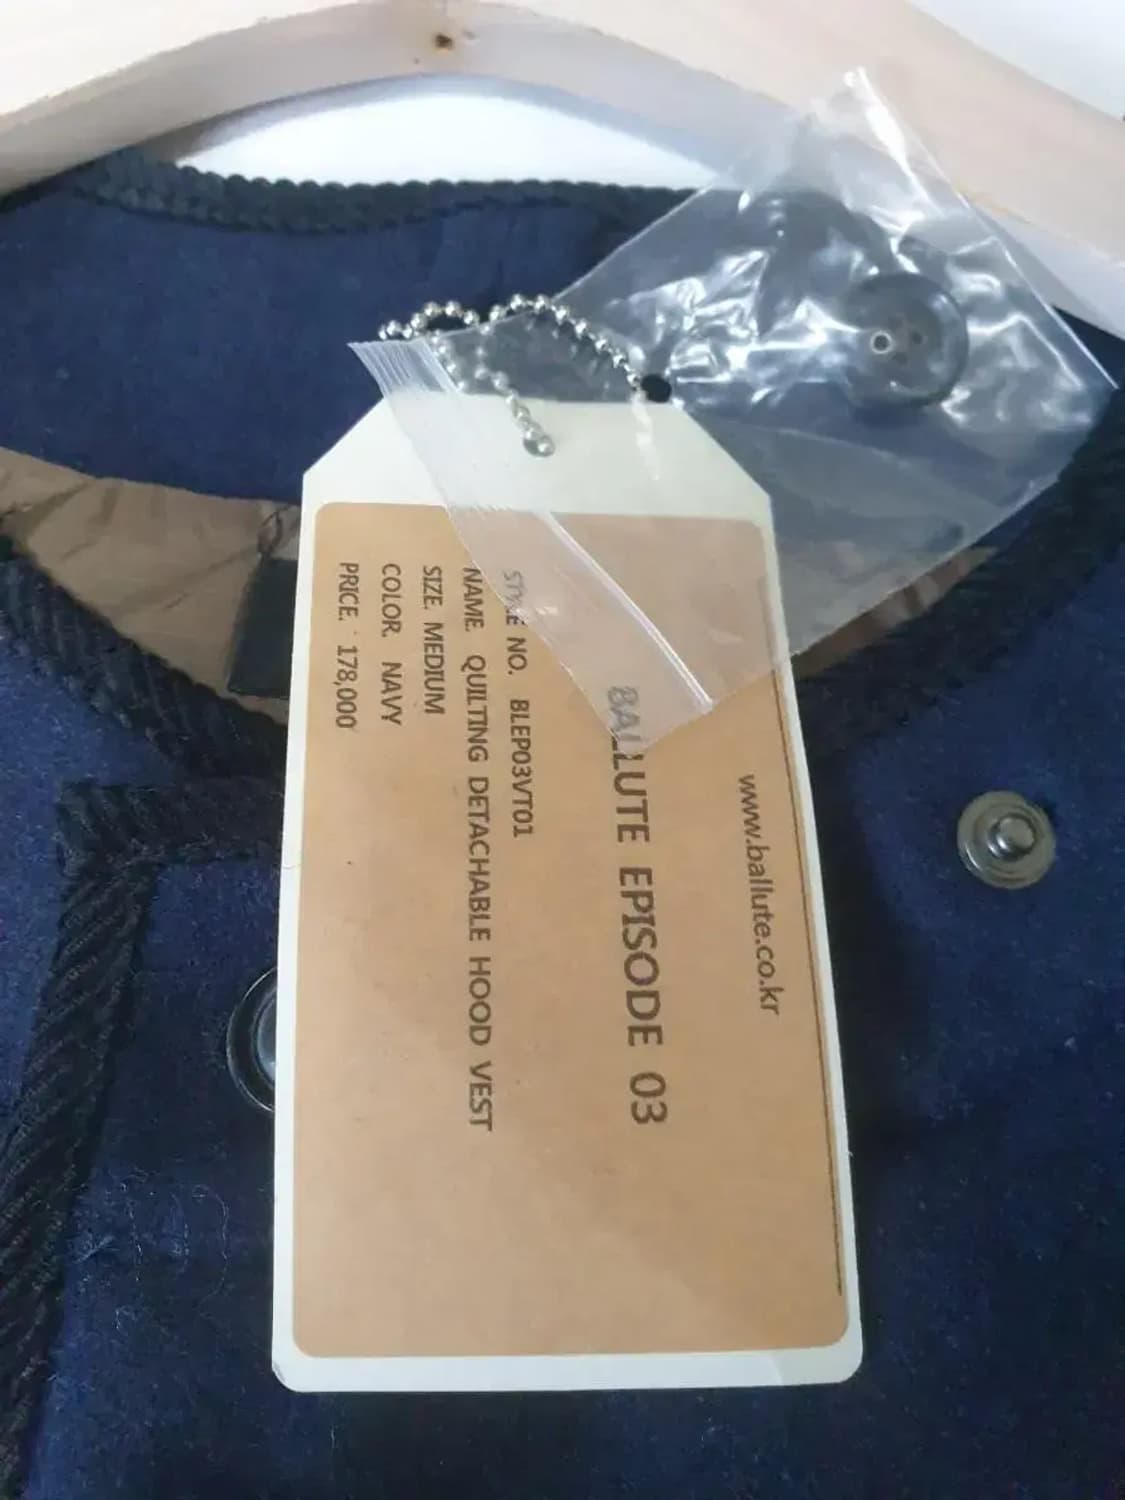 www.ballute.co.kr
BALLUTE EPISODE 03
STYLE NO. BLEP03VT01
NAME. QUILTING DETACHABLE HOOD VEST
SIZE. MEDIUM
COLOR. NAVY
PRICE. 178,000